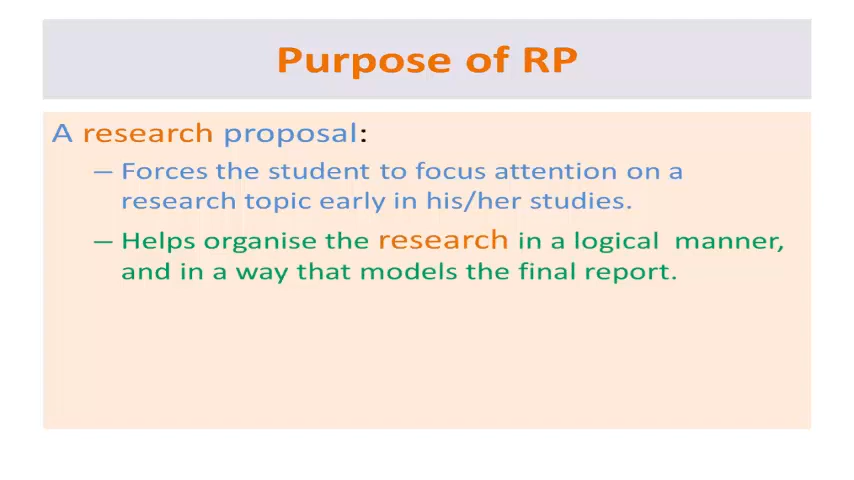 Purpose of RP
A research proposal:
– Forces the student to focus attention on a
research topic early in his/her studies.
– Helps organise the research in a logical manner,
and in a way that models the final report.